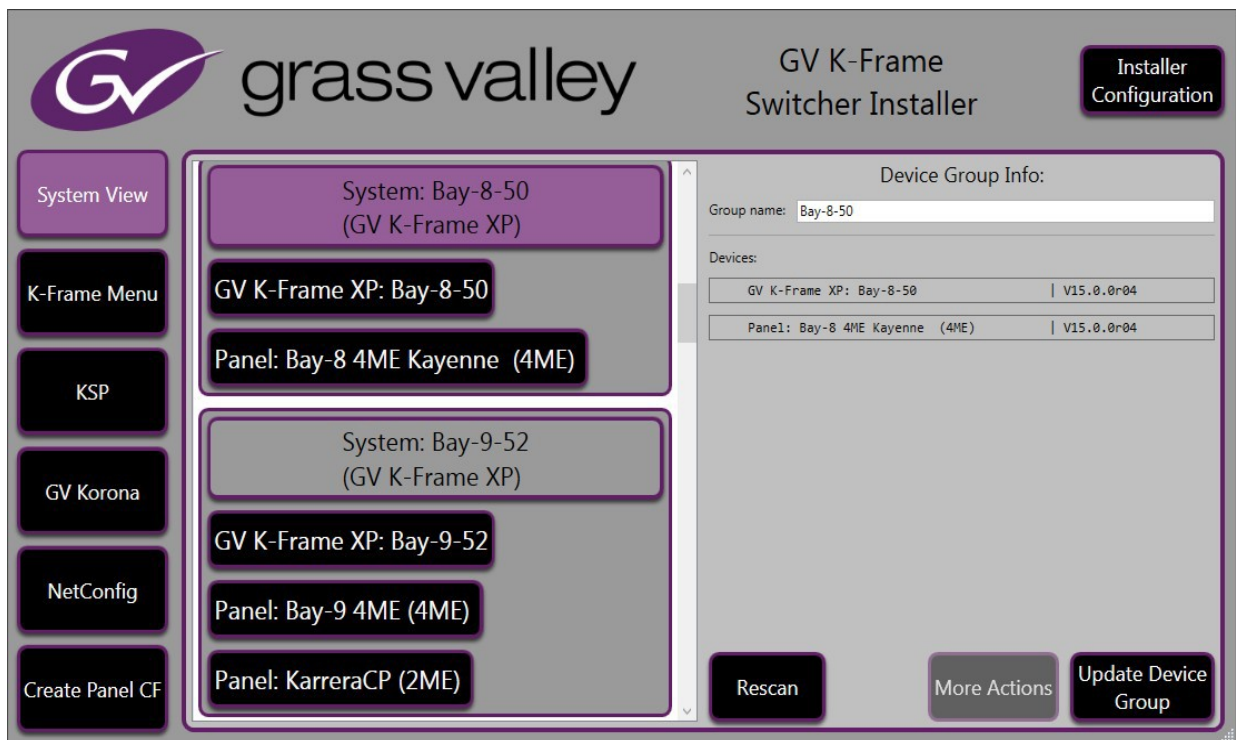 GV grass valley
GV K-Frame
Switcher Installer
Installer
Configuration
System View
K-Frame Menu
KSP
GV Korona
NetConfig
Create Panel CF
System: Bay-8-50
(GV K-Frame XP)
GV K-Frame XP: Bay-8-50
Panel: Bay-8 4ME Kayenne  (4ME)
System: Bay-9-52
(GV K-Frame XP)
GV K-Frame XP: Bay-9-52
Panel: Bay-9 4ME (4ME)
Panel: KarreraCP (2ME)
Device Group Info:
Group name: Bay-8-50
Devices:
GV K-Frame XP: Bay-8-50 | V15.0.0r04
Panel: Bay-8 4ME Kayenne  (4ME) | V15.0.0r04
Rescan
More Actions
Update Device
Group